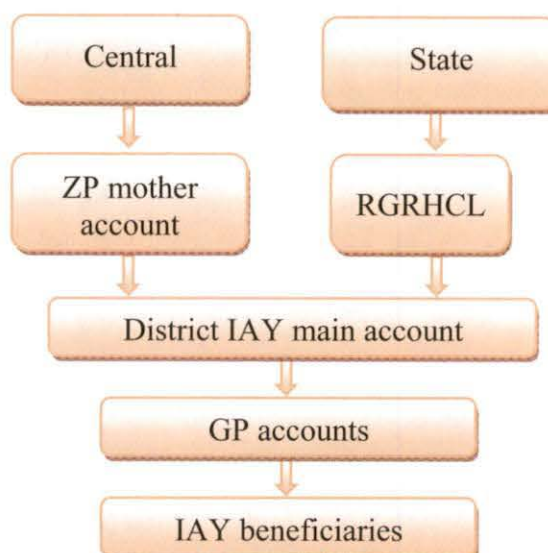 Central
State
ZP mother
account
RGRHCL
District IAY main account
GP accounts
IAY beneficiaries